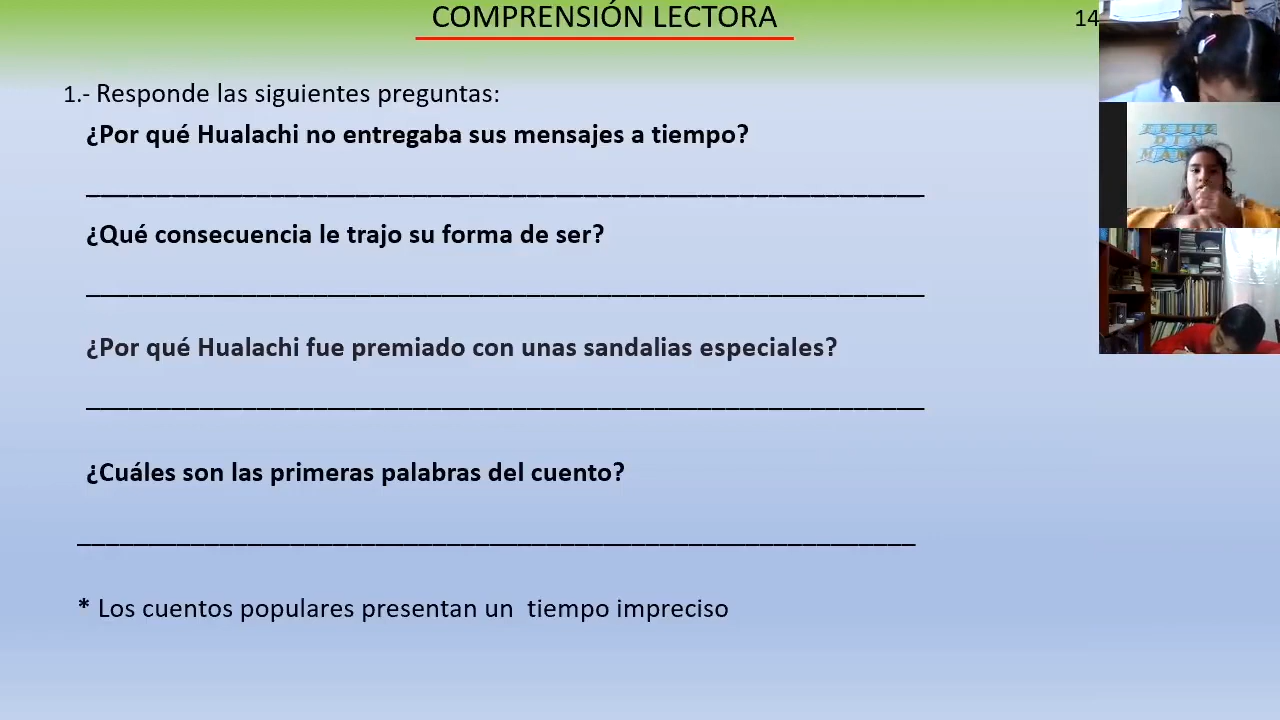 COMPRENSIÓN LECTORA
14
1.- Responde las siguientes preguntas:
¿Por qué Hualachi no entregaba sus mensajes a tiempo?
¿Qué consecuencia le trajo su forma de ser?
¿Por qué Hualachi fue premiado con unas sandalias especiales?
¿Cuáles son las primeras palabras del cuento?
* Los cuentos populares presentan un tiempo impreciso
FELIZ
DIA